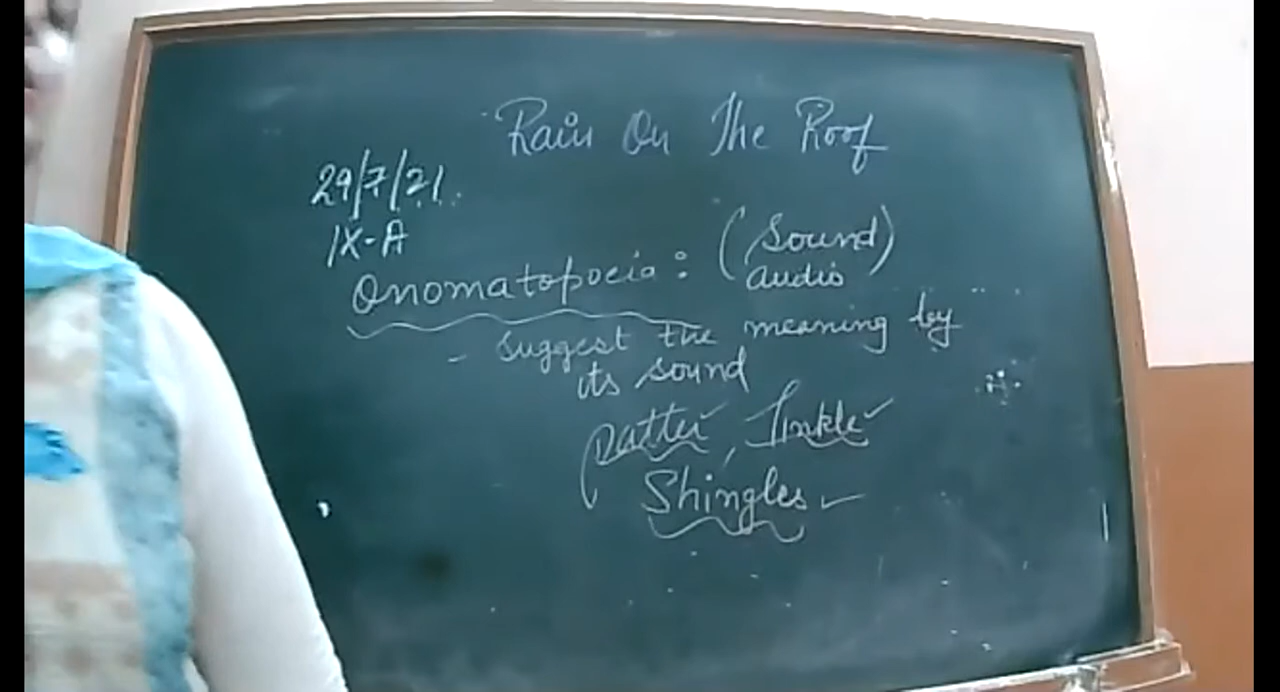 Rain On The Roof
29/7/21
IX-A
Onomatopoeia : (Sound)
audio
- suggest the meaning by
its sound
patter, Tinkle
Shingles